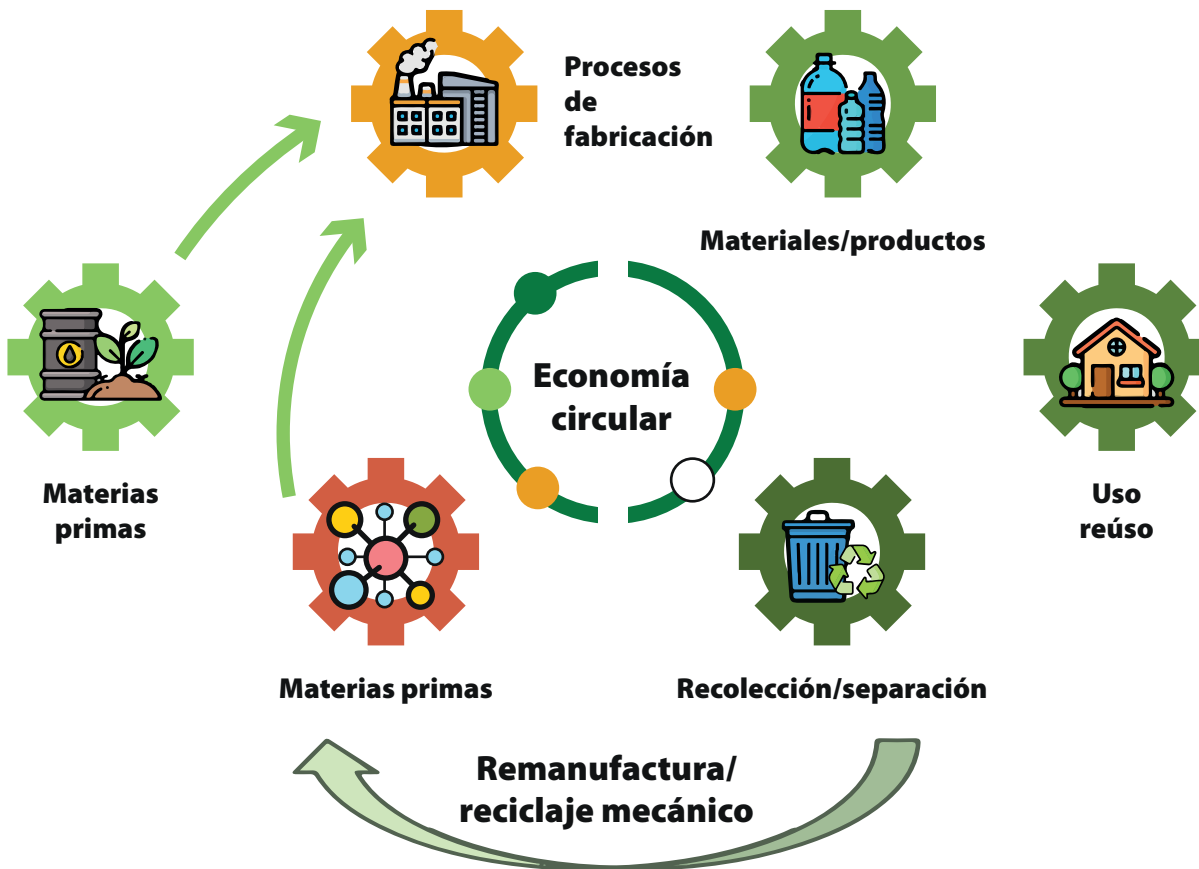 Procesos
de
fabricación
Materiales/productos
Economía
circular
Materias
primas
Uso
reúso
Materias primas
Recolección/separación
Remanufactura/
reciclaje mecánico